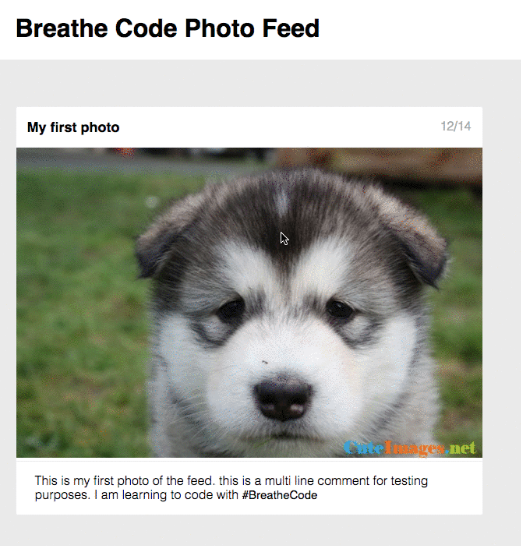 Breathe Code Photo Feed
My first photo
12/14
CuteImages.net
This is my first photo of the feed. this is a multi line comment for testing
purposes. I am learning to code with #BreatheCode